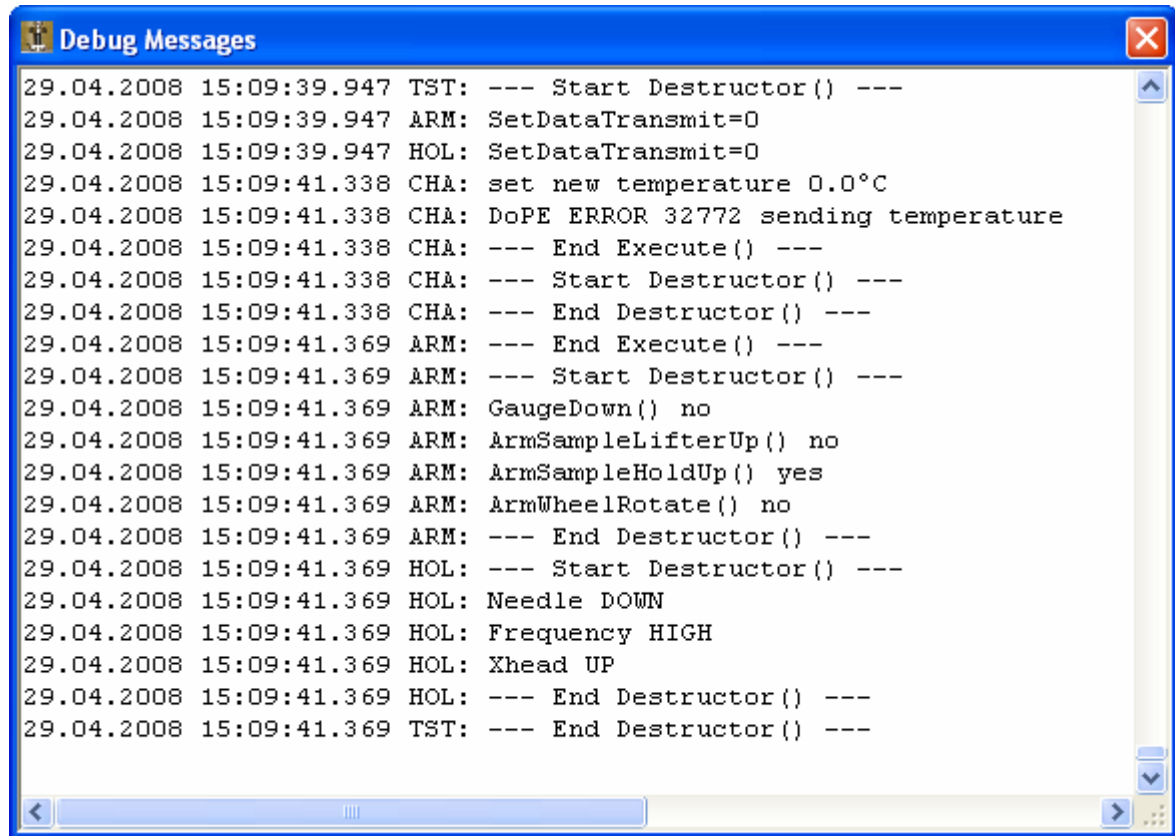 Debug Messages
29.04.2008 15:09:39.947 TST: --- Start Destructor() ---
29.04.2008 15:09:39.947 ARM: SetDataTransmit=0
29.04.2008 15:09:39.947 HOL: SetDataTransmit=0
29.04.2008 15:09:41.338 CHA: set new temperature 0.0°C
29.04.2008 15:09:41.338 CHA: DoPE ERROR 32772 sending temperature
29.04.2008 15:09:41.338 CHA: --- End Execute() ---
29.04.2008 15:09:41.338 CHA: --- Start Destructor() ---
29.04.2008 15:09:41.338 CHA: --- End Destructor() ---
29.04.2008 15:09:41.369 ARM: --- End Execute() ---
29.04.2008 15:09:41.369 ARM: --- Start Destructor() ---
29.04.2008 15:09:41.369 ARM: GaugeDown() no
29.04.2008 15:09:41.369 ARM: ArmSampleLifterUp() no
29.04.2008 15:09:41.369 ARM: ArmSampleHoldUp() yes
29.04.2008 15:09:41.369 ARM: ArmWheelRotate() no
29.04.2008 15:09:41.369 ARM: --- End Destructor() ---
29.04.2008 15:09:41.369 HOL: --- Start Destructor() ---
29.04.2008 15:09:41.369 HOL: Needle DOWN
29.04.2008 15:09:41.369 HOL: Frequency HIGH
29.04.2008 15:09:41.369 HOL: Xhead UP
29.04.2008 15:09:41.369 HOL: --- End Destructor() ---
29.04.2008 15:09:41.369 TST: --- End Destructor() ---